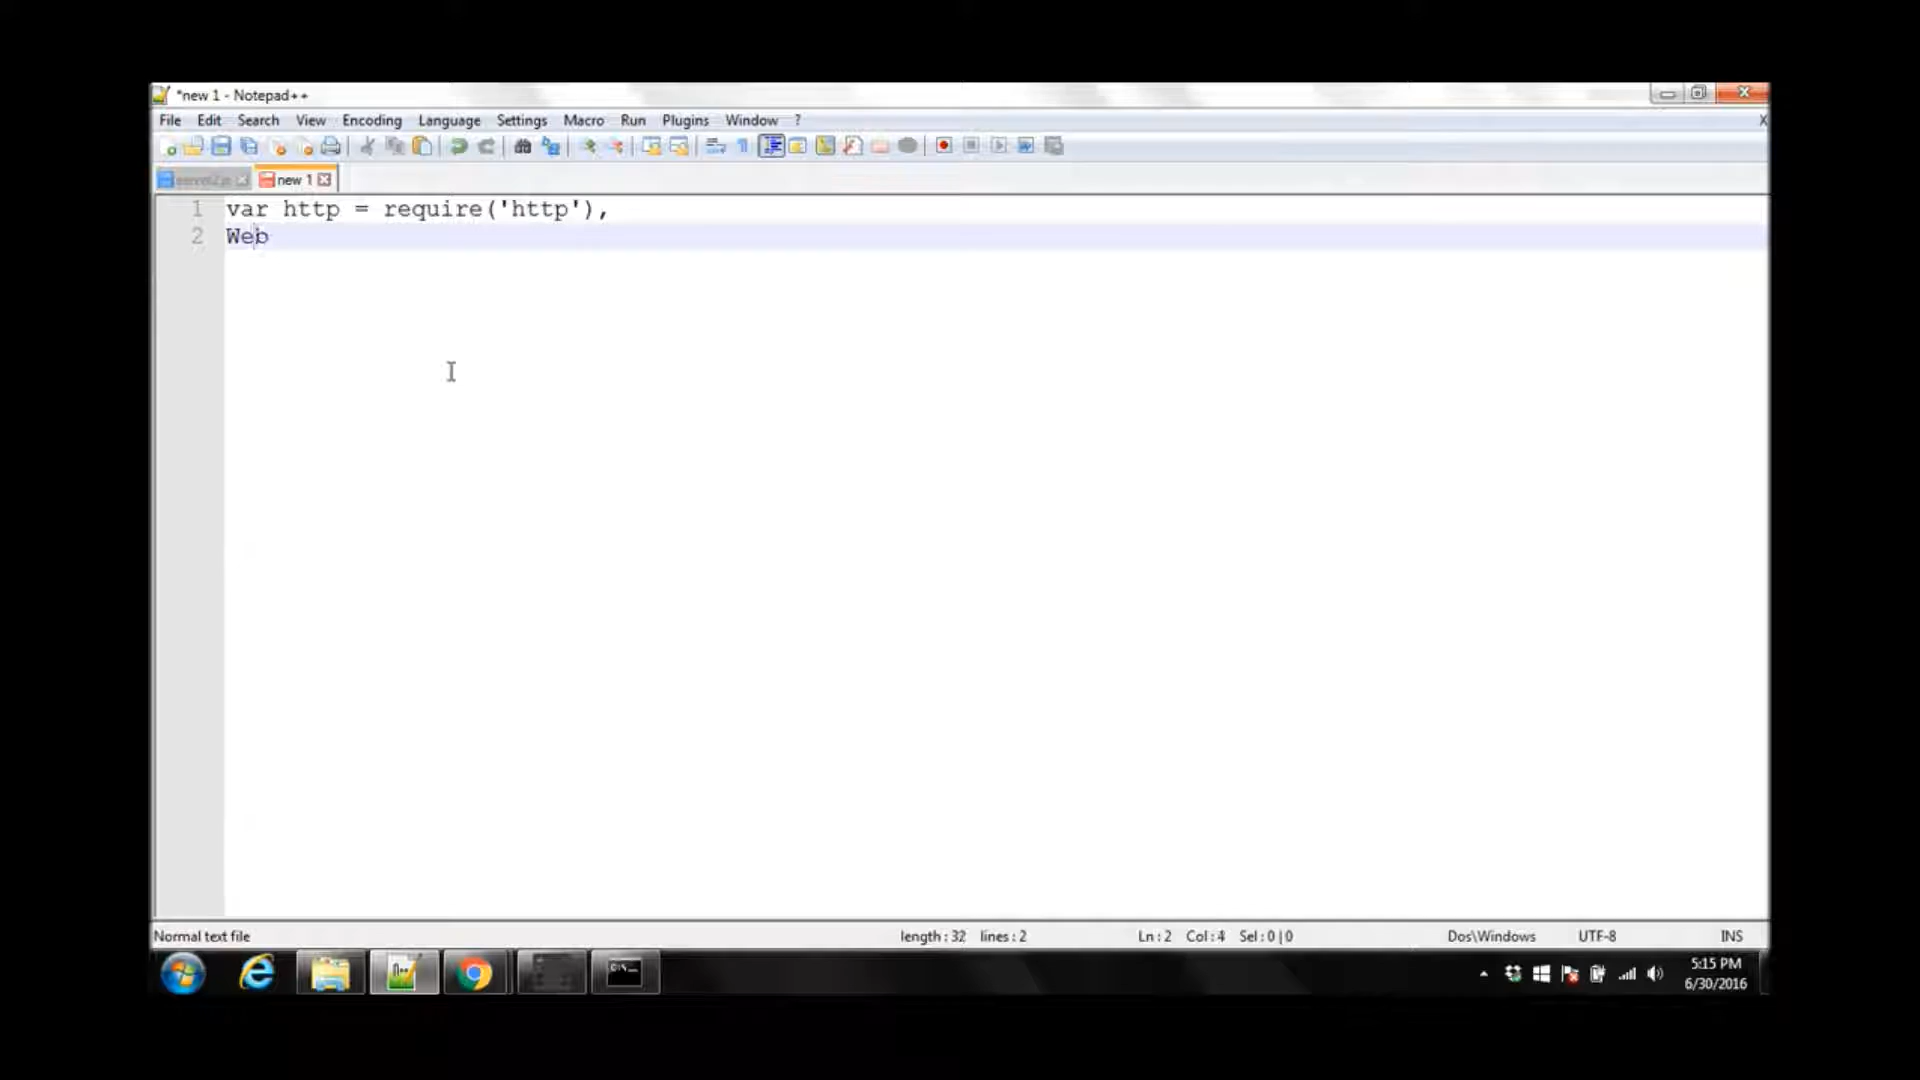 *new 1 - Notepad++
File Edit Search View Encoding Language Settings Macro Run Plugins Window ? X
new 1
1 var http = require('http'),
2 Web
Normal text file length : 32 lines : 2 Ln : 2 Col : 4 Sel : 0 | 0 Dos\Windows UTF-8 INS
5:15 PM
6/30/2016